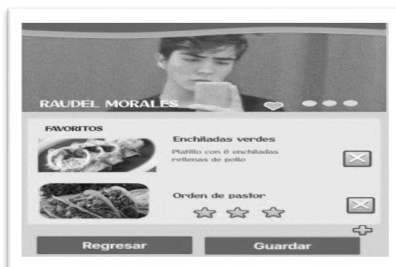 RAUDEL MORALES
FAVORITOS
Enchiladas verdes
Platillo con 6 enchiladas
rellenas de pollo
Orden de pastor
Regresar
Guardar